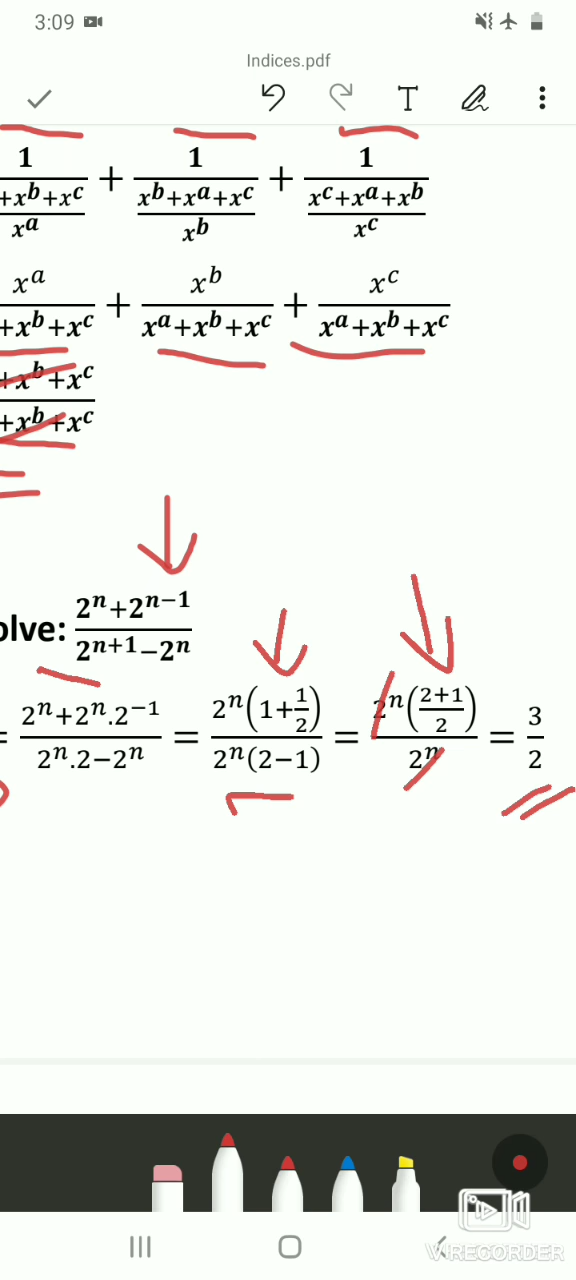 3:09
Indices.pdf
T
1/((+x^b+x^c)/x^a) + 1/((x^b+x^a+x^c)/x^b) + 1/((x^c+x^a+x^b)/x^c)
x^a/(+x^b+x^c) + x^b/(x^a+x^b+x^c) + x^c/(x^a+x^b+x^c)
(+x^b+x^c)/(+x^b+x^c)
olve: (2^n+2^(n−1))/(2^(n+1)−2^n)
= (2^n+2^n.2^−1)/(2^n.2−2^n) = 2^n(1+1/2)/(2^n(2−1)) = 2^n((2+1)/2)/2^n = 3/2
VIRECORDER